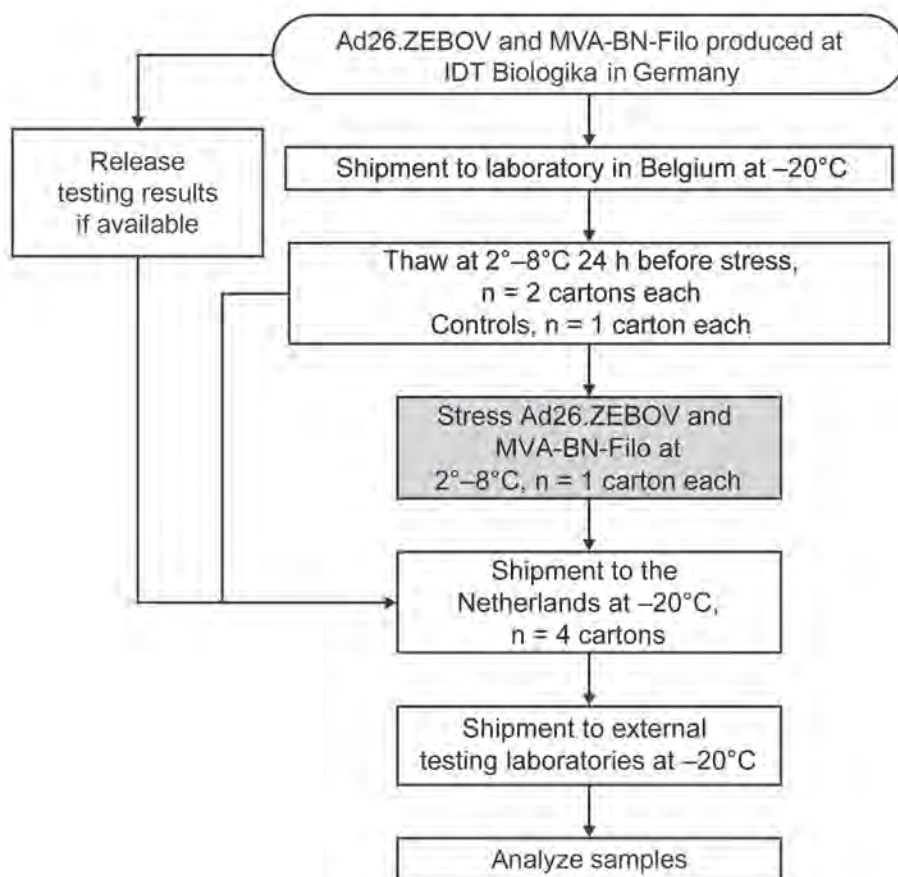 Ad26.ZEBOV and MVA-BN-Filo produced at
IDT Biologika in Germany
Release
testing results
if available
Shipment to laboratory in Belgium at –20°C
Thaw at 2°–8°C 24 h before stress,
n = 2 cartons each
Controls, n = 1 carton each
Stress Ad26.ZEBOV and
MVA-BN-Filo at
2°–8°C, n = 1 carton each
Shipment to the
Netherlands at –20°C,
n = 4 cartons
Shipment to external
testing laboratories at –20°C
Analyze samples